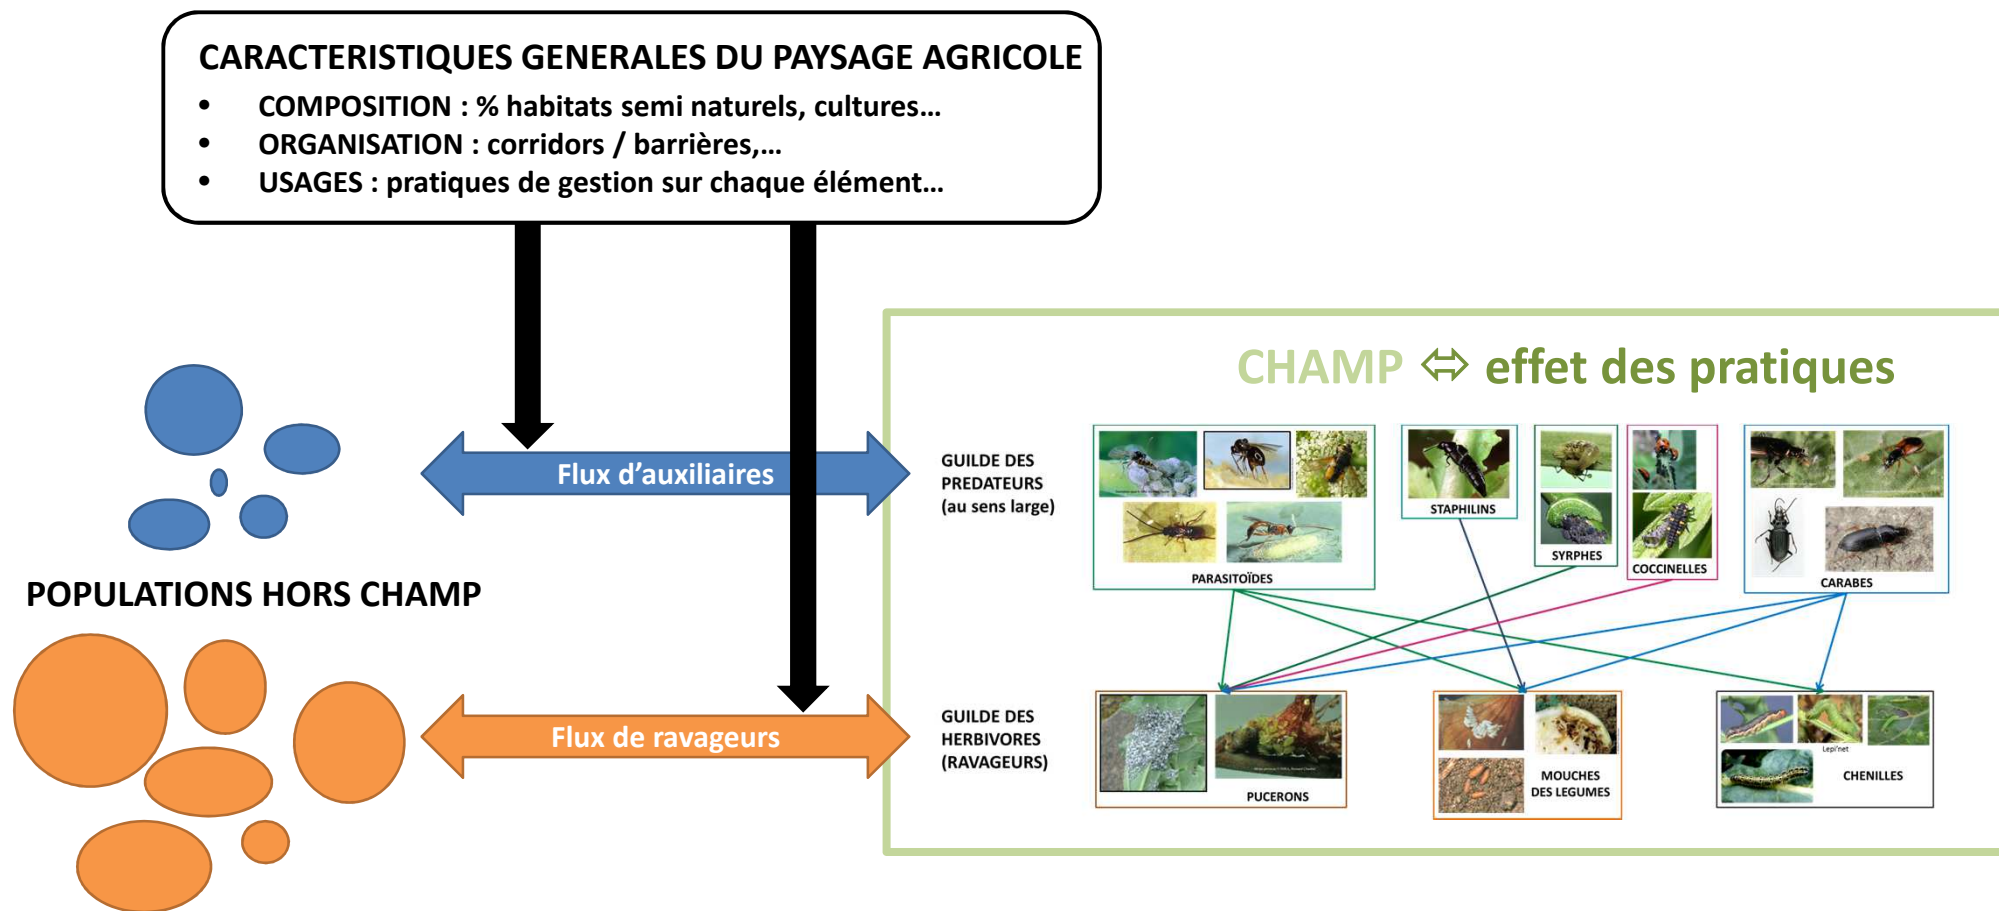 CARACTERISTIQUES GENERALES DU PAYSAGE AGRICOLE
• COMPOSITION : % habitats semi naturels, cultures…
• ORGANISATION : corridors / barrières,…
• USAGES : pratiques de gestion sur chaque élément…
CHAMP ⬄ effet des pratiques
Flux d’auxiliaires
GUILDE DES
PREDATEURS
(au sens large)
PARASITOÏDES
STAPHILINS
SYRPHES
COCCINELLES
CARABES
POPULATIONS HORS CHAMP
Flux de ravageurs
GUILDE DES
HERBIVORES
(RAVAGEURS)
PUCERONS
MOUCHES
DES LEGUMES
Lepi'net
CHENILLES